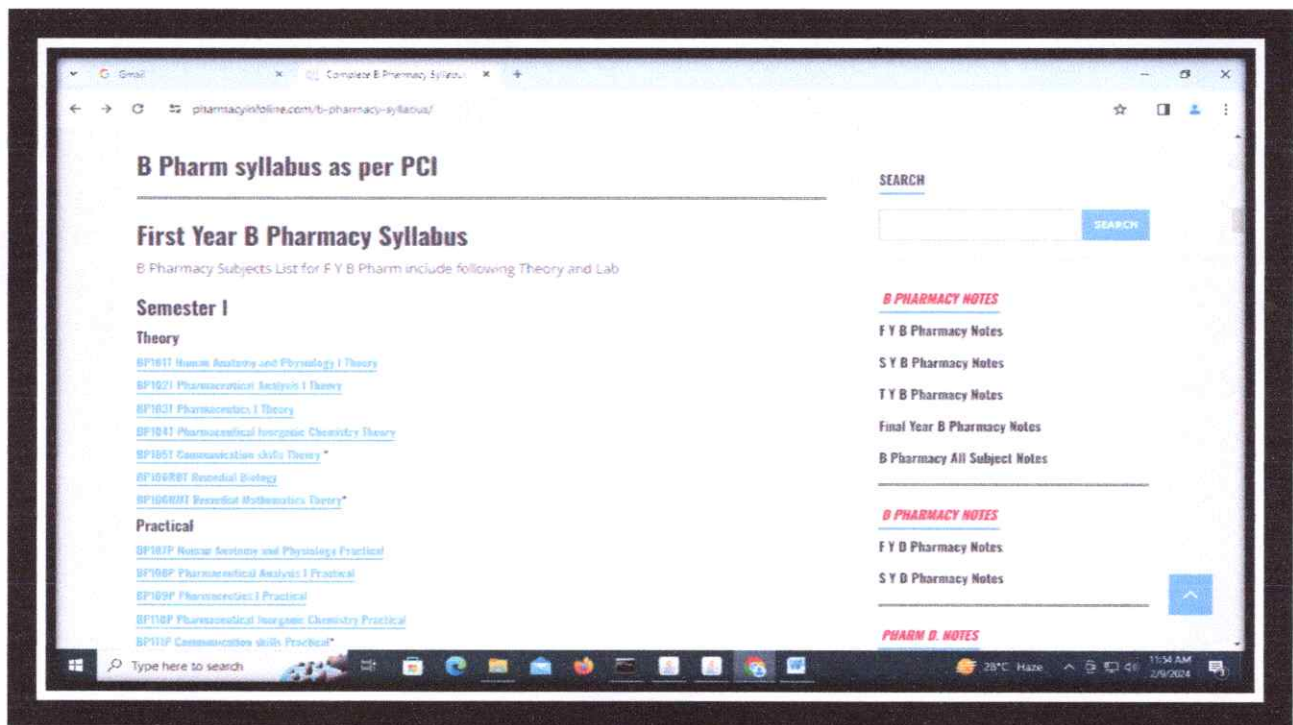 Gmail
Complete B Pharmacy Syllabus
pharmacyinfoline.com/b-pharmacy-syllabus/
B Pharm syllabus as per PCI
First Year B Pharmacy Syllabus
B Pharmacy Subjects List for F Y B Pharm include following Theory and Lab
Semester I
Theory
BP101T Human Anatomy and Physiology I Theory
BP102T Pharmaceutical Analysis I Theory
BP103T Pharmaceutics I Theory
BP104T Pharmaceutical Inorganic Chemistry Theory
BP105T Communication skills Theory *
BP106RBT Remedial Biology
BP106RMT Remedial Mathematics Theory*
Practical
BP107P Human Anatomy and Physiology Practical
BP108P Pharmaceutical Analysis I Practical
BP109P Pharmaceutics I Practical
BP110P Pharmaceutical Inorganic Chemistry Practical
BP111P Communication skills Practical*
SEARCH
SEARCH
B PHARMACY NOTES
F Y B Pharmacy Notes
S Y B Pharmacy Notes
T Y B Pharmacy Notes
Final Year B Pharmacy Notes
B Pharmacy All Subject Notes
D PHARMACY NOTES
F Y D Pharmacy Notes
S Y D Pharmacy Notes
PHARM D. NOTES
Type here to search
28°C Haze
11:54 AM
2/9/2024